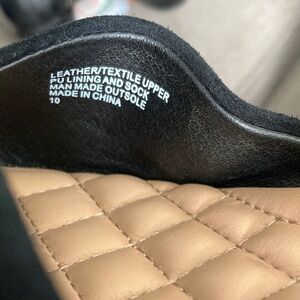 LEATHER/TEXTILE UPPER
PU LINING AND SOCK
MAN MADE OUTSOLE
MADE IN CHINA
10